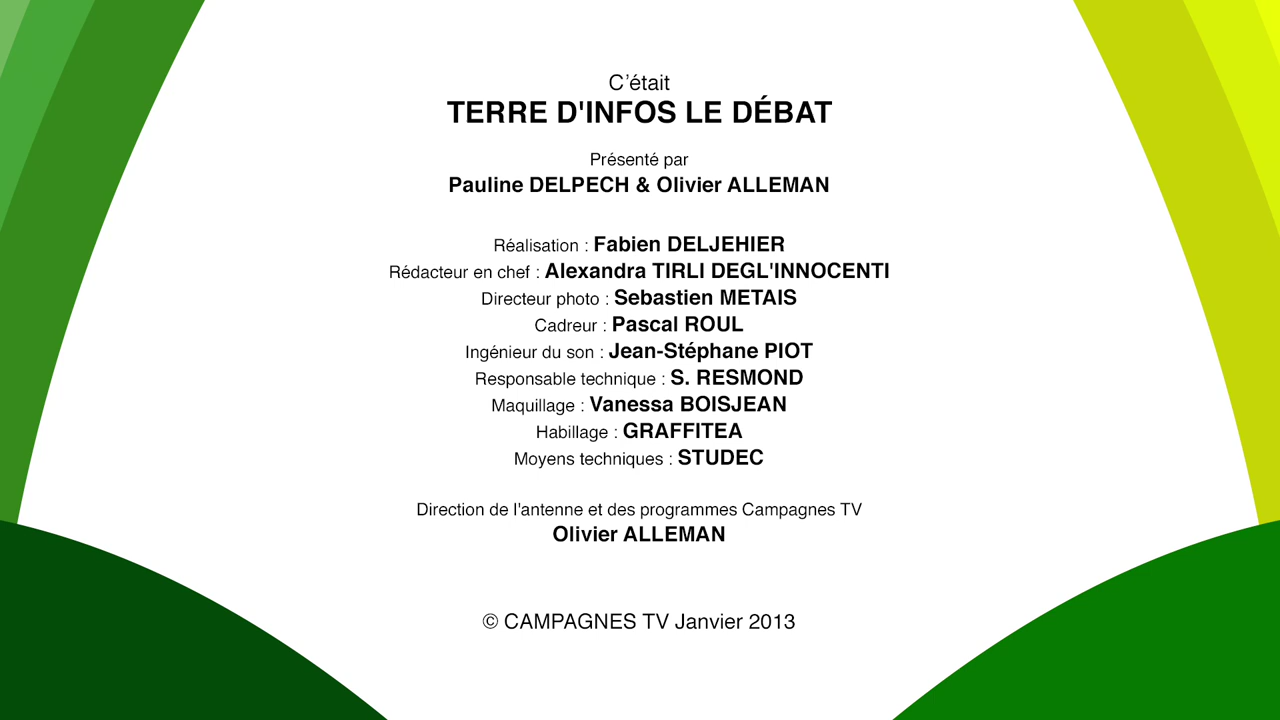 C'était
TERRE D'INFOS LE DÉBAT
Présenté par
Pauline DELPECH & Olivier ALLEMAN
Réalisation : Fabien DELJEHIER
Rédacteur en chef : Alexandra TIRLI DEGL'INNOCENTI
Directeur photo : Sebastien METAIS
Cadreur : Pascal ROUL
Ingénieur du son : Jean-Stéphane PIOT
Responsable technique : S. RESMOND
Maquillage : Vanessa BOISJEAN
Habillage : GRAFFITEA
Moyens techniques : STUDEC
Direction de l'antenne et des programmes Campagnes TV
Olivier ALLEMAN
© CAMPAGNES TV Janvier 2013